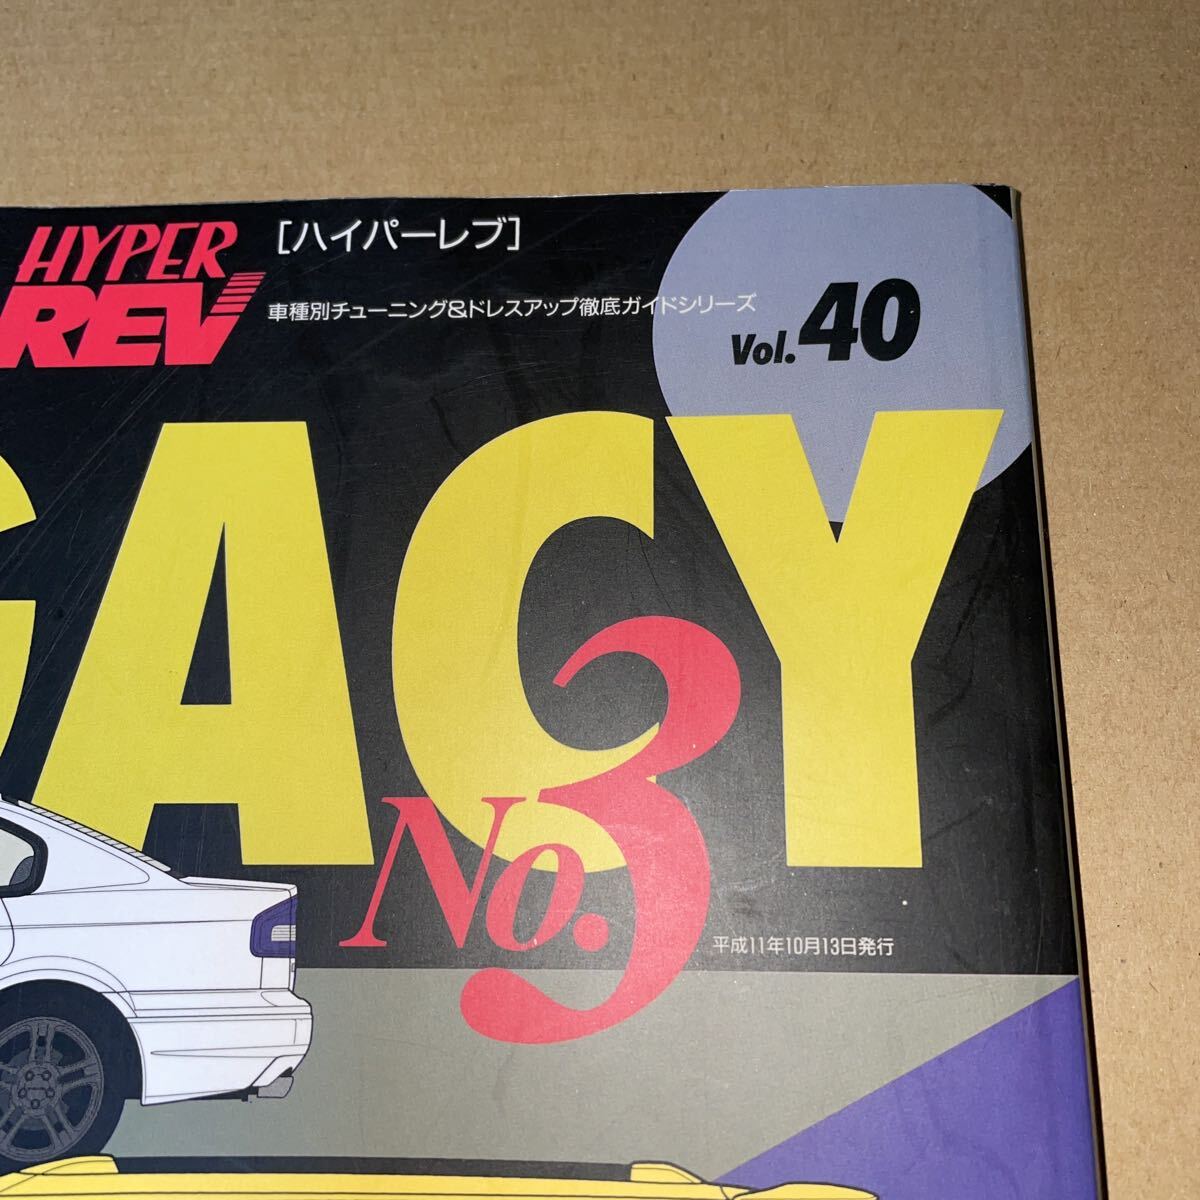 HYPER
REV
[ハイパーレブ]
車種別チューニング&ドレスアップ徹底ガイドシリーズ
Vol.40
GACY
No.3
平成11年10月13日発行